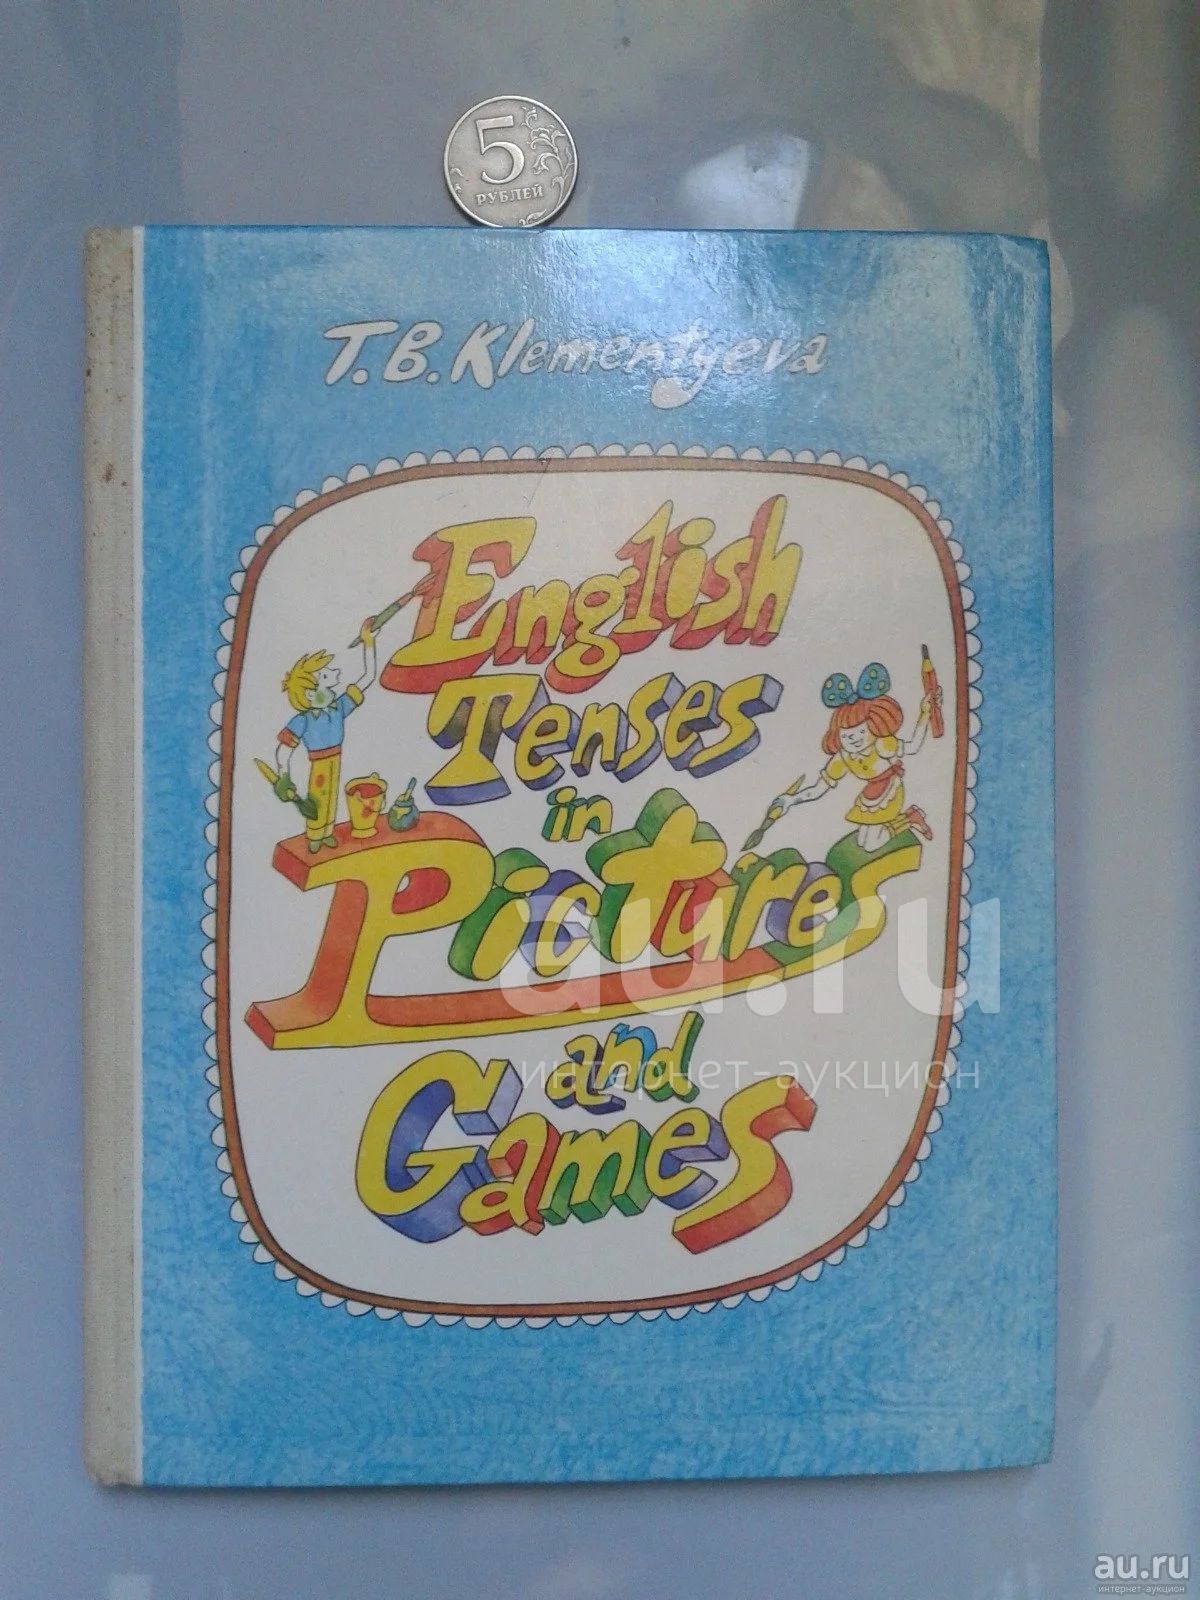 5
РУБЛЕЙ
T.B.Klementyeva
English
Tenses
in
Pictures
and
Games
au.ru
интернет-аукцион
au.ru
интернет-аукцион